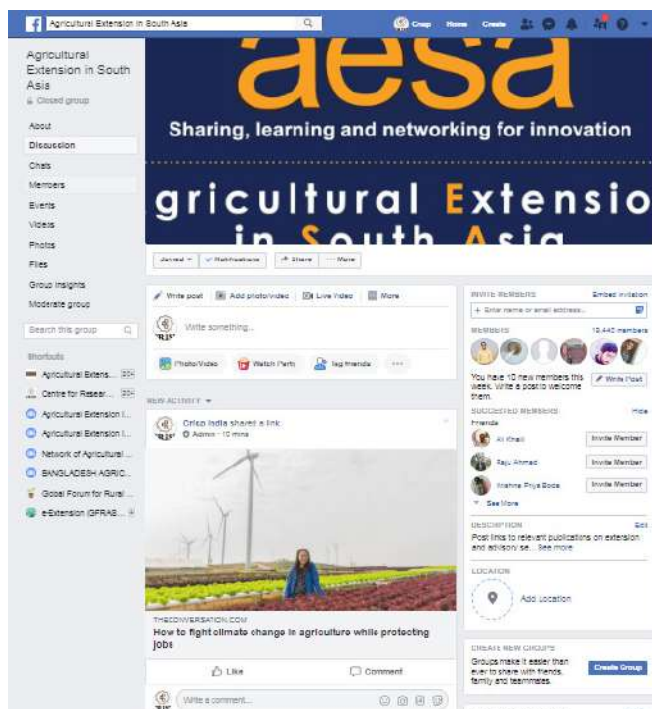 Agricultural Extension in South Asia
Crisp Home Create
Agricultural
Extension in South
Asia
Closed group
About
Discussion
Chats
Members
Events
Videos
Photos
Files
Group Insights
Moderate group
Search this group
Shortcuts
Agricultural Extens... 20+
Centre for Resear... 20+
Agricultural Extension I...
Agricultural Extension I...
Network of Agricultural ...
BANGLADESH AGRIC...
Global Forum for Rural ...
e-Extension (GFRAS...
aesa
Sharing, learning and networking for innovation
gricultural Extensio
in South Asia
Joined Notifications Share More
Write post Add photo/video Live Video More
Write something...
Photo/Video Watch Party Tag friends
NEW ACTIVITY
Crisp India shared a link.
Admin · 10 mins
THECONVERSATION.COM
How to fight climate change in agriculture while protecting
jobs
Like Comment
Write a comment...
INVITE MEMBERS Embed Invitation
+ Enter name or email address...
MEMBERS members
You have 10 new members this
week. Write a post to welcome
them.
Write Post
SUGGESTED MEMBERS Hide
Friends
Ali Invite Member
Raju Ahmed Invite Member
Krishna Priya Invite Member
See More
DESCRIPTION Edit
Post links to relevant publications on extension
and advisory se... See more
LOCATION
Add Location
CREATE NEW GROUPS
Groups make it easier than
ever to share with friends,
family and teammates.
Create Group